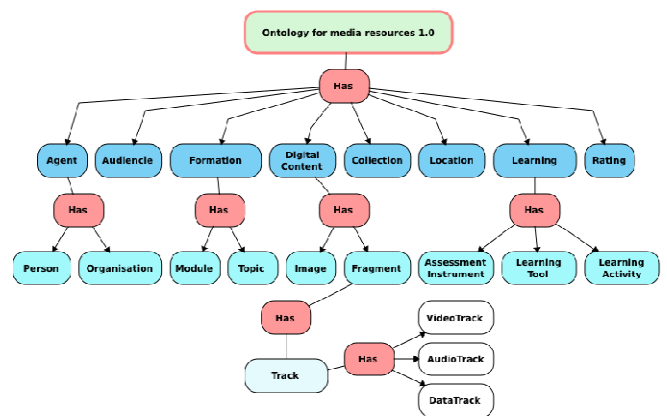 Ontology for media resources 1.0
Has
Agent
Audiencie
Formation
Digital
Content
Collection
Location
Learning
Rating
Has
Has
Has
Has
Person
Organisation
Module
Topic
Image
Fragment
Assessment
Instrument
Learning
Tool
Learning
Activity
Has
VideoTrack
Has
AudioTrack
Track
DataTrack